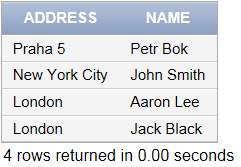 ADDRESS NAME
Praha 5 Petr Bok
New York City John Smith
London Aaron Lee
London Jack Black
4 rows returned in 0.00 seconds